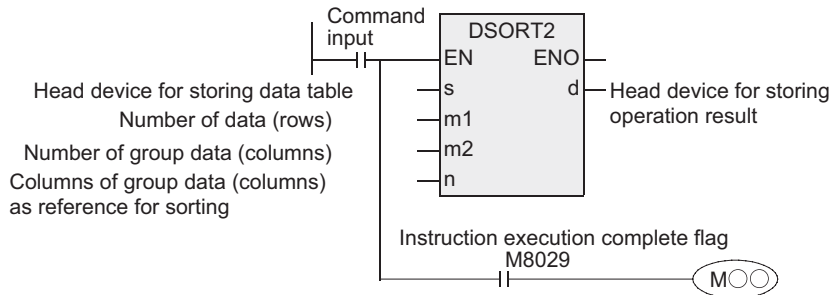 Command
input
DSORT2
EN ENO
Head device for storing data table s d Head device for storing
operation result
Number of data (rows) m1
Number of group data (columns) m2
Columns of group data (columns)
as reference for sorting n
Instruction execution complete flag
M8029
M○○